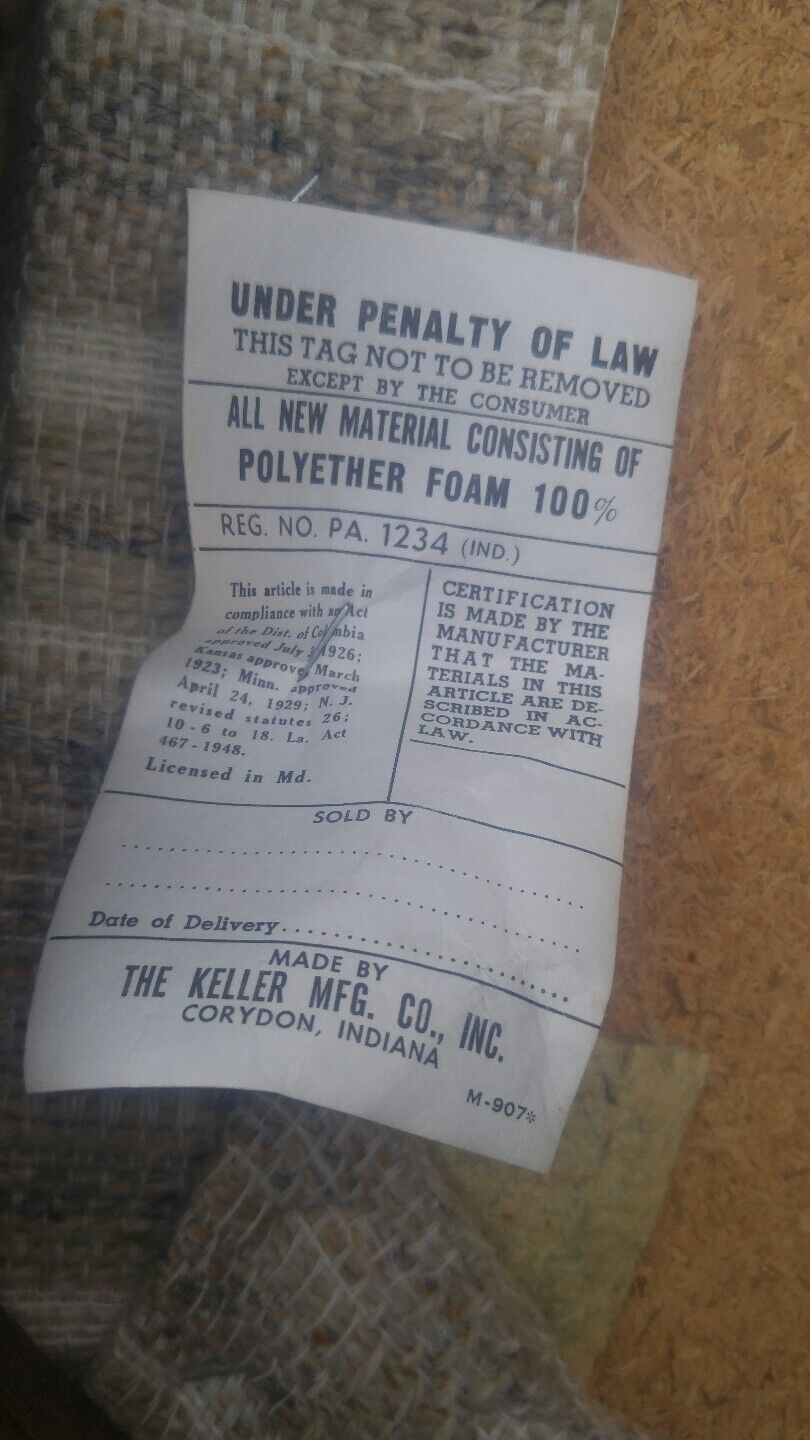 UNDER PENALTY OF LAW
THIS TAG NOT TO BE REMOVED
EXCEPT BY THE CONSUMER
ALL NEW MATERIAL CONSISTING OF
POLYETHER FOAM 100%
REG. NO. PA. 1234 (IND.)
This article is made in
compliance with an Act
of the Dist. of Columbia
approved July 3, 1926;
Kansas approved March
1923; Minn. approved
April 24, 1929; N. J.
revised statutes 26;
10-6 to 18. La. Act
467-1948.
Licensed in Md.
CERTIFICATION
IS MADE BY THE
MANUFACTURER
THAT THE MA-
TERIALS IN THIS
ARTICLE ARE DE-
SCRIBED IN AC-
CORDANCE WITH
LAW.
SOLD BY
Date of Delivery
MADE BY
THE KELLER MFG. CO., INC.
CORYDON, INDIANA
M-907*